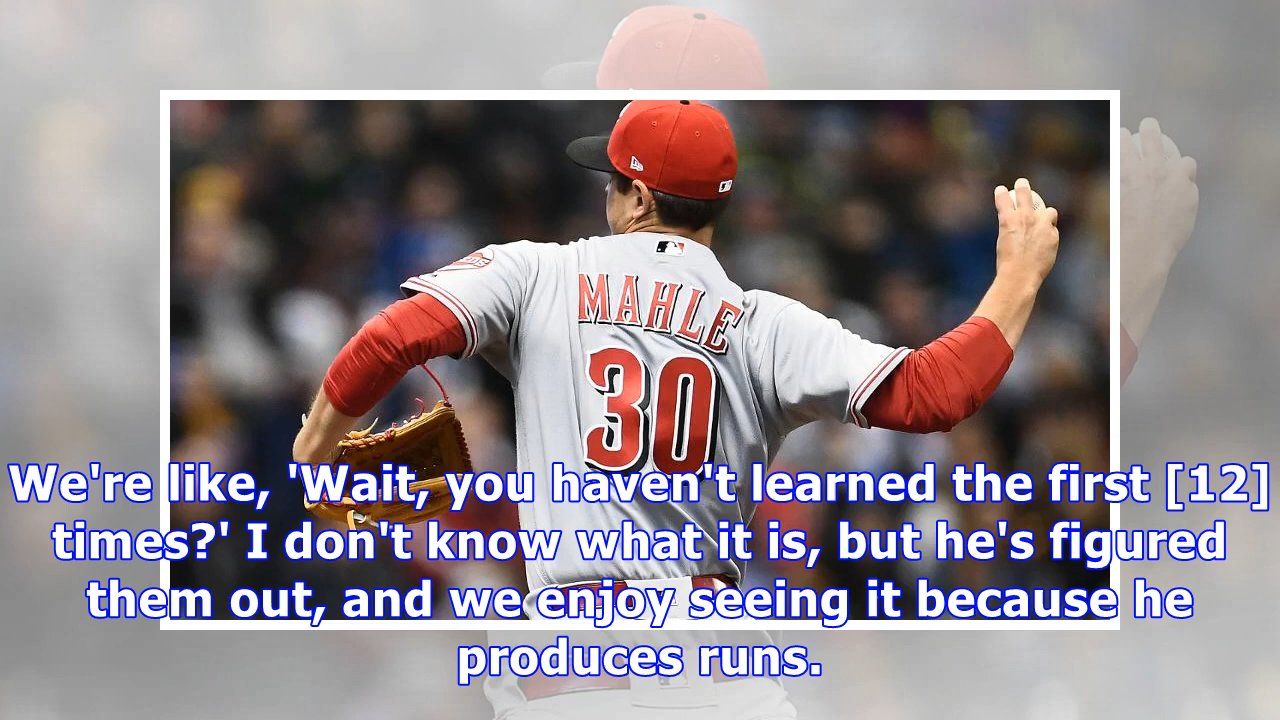 MAHLE
30
We're like, 'Wait, you haven't learned the first [12]
times?' I don't know what it is, but he's figured
them out, and we enjoy seeing it because he
produces runs.